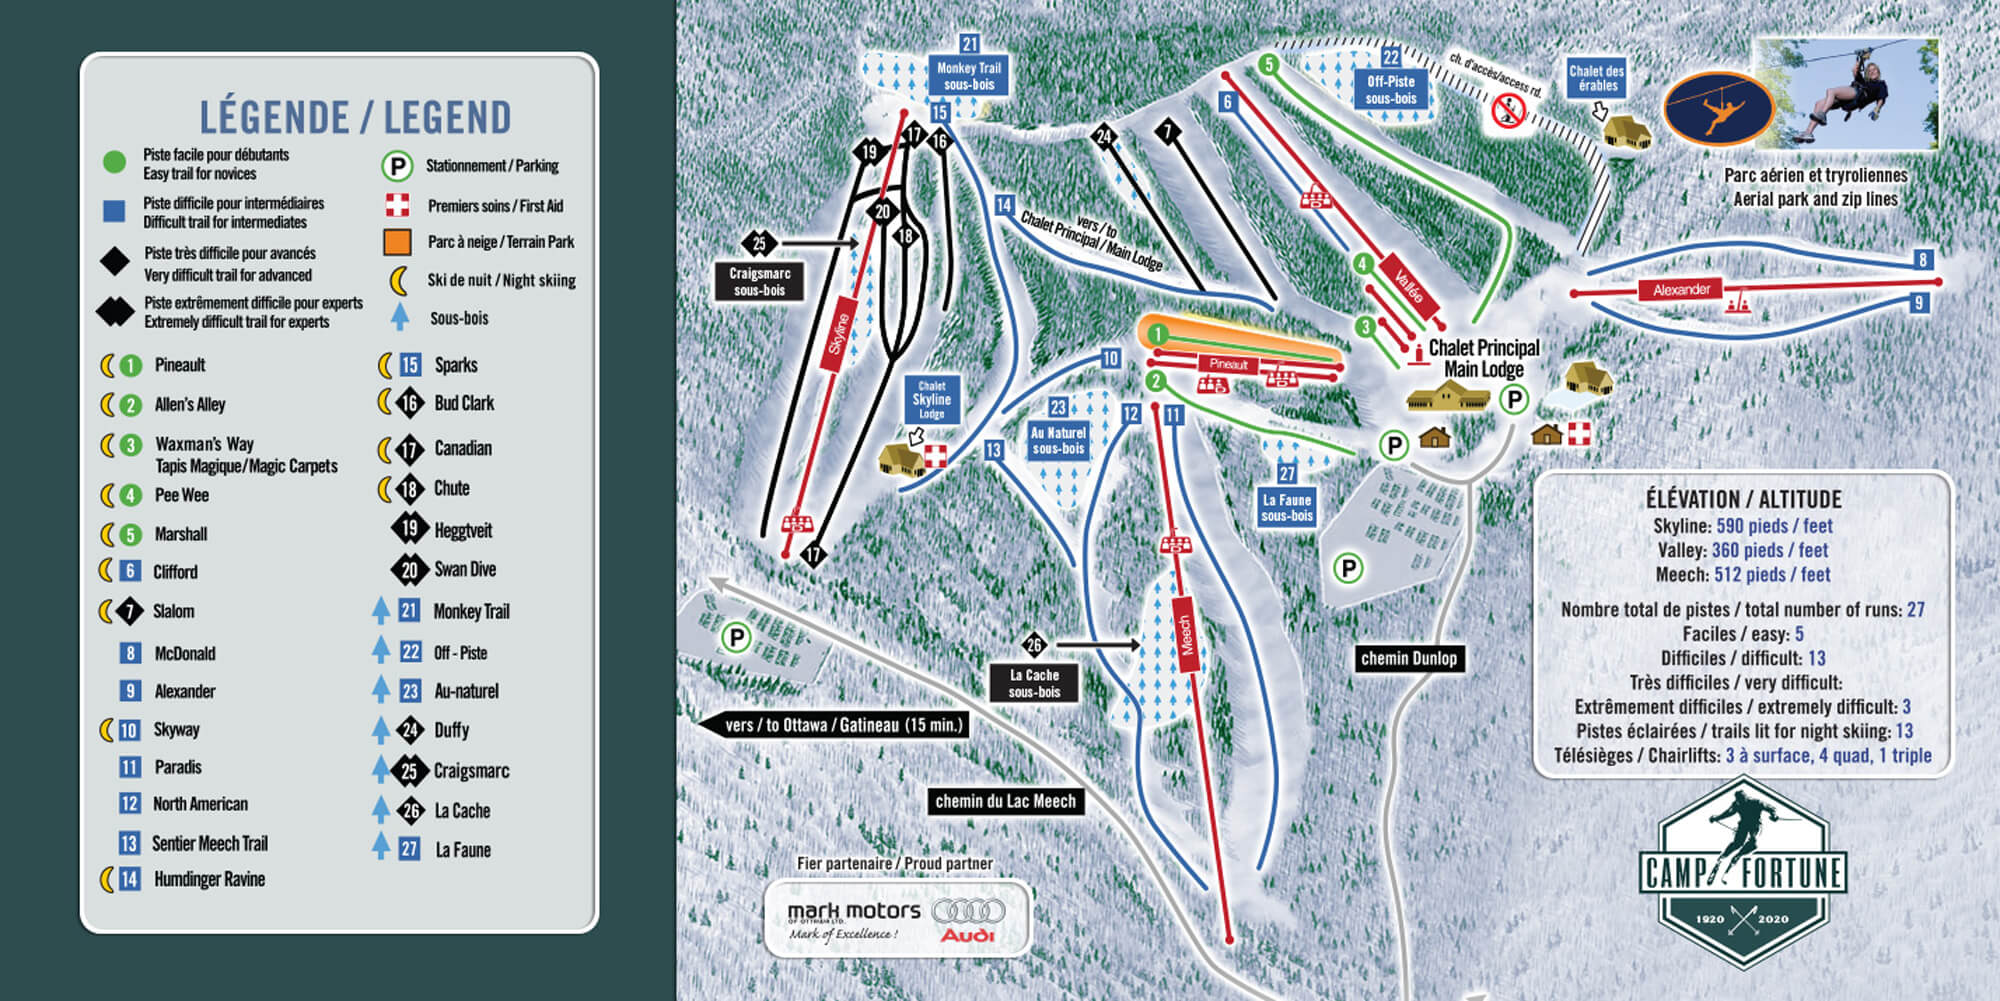 LÉGENDE / LEGEND
Piste facile pour débutants
Easy trail for novices
Piste difficile pour intermédiaires
Difficult trail for intermediates
Piste très difficile pour avancés
Very difficult trail for advanced
Piste extrêmement difficile pour experts
Extremely difficult trail for experts
P Stationnement / Parking
Premiers soins / First Aid
Parc à neige / Terrain Park
Ski de nuit / Night skiing
Sous-bois
1 Pineault
2 Allen's Alley
3 Waxman's Way
Tapis Magique/Magic Carpets
4 Pee Wee
5 Marshall
6 Clifford
7 Slalom
8 McDonald
9 Alexander
10 Skyway
11 Paradis
12 North American
13 Sentier Meech Trail
14 Humdinger Ravine
15 Sparks
16 Bud Clark
17 Canadian
18 Chute
19 Heggtveit
20 Swan Dive
21 Monkey Trail
22 Off - Piste
23 Au-naturel
24 Duffy
25 Craigsmarc
26 La Cache
27 La Faune
21
Monkey Trail
sous-bois
15
17
16
19
20
18
25
Craigsmarc
sous-bois
Skyline
17
14
vers / to
Chalet Principal / Main Lodge
24
7
6
5
22
Off-Piste
sous-bois
ch. d'accès/access rd.
Chalet des
érables
Parc aérien et tryroliennes
Aerial park and zip lines
8
Alexander
9
4
Vallée
3
1
Pineault
2
Chalet Principal
Main Lodge
P
P
10
Chalet
Skyline
Lodge
23
Au Naturel
sous-bois
12
11
13
27
La Faune
sous-bois
P
P
Meech
26
La Cache
sous-bois
chemin Dunlop
vers / to Ottawa / Gatineau (15 min.)
chemin du Lac Meech
Fier partenaire / Proud partner
mark motors
OF OTTAWA LTD.
Mark of Excellence !
Audi
ÉLÉVATION / ALTITUDE
Skyline: 590 pieds / feet
Valley: 360 pieds / feet
Meech: 512 pieds / feet
Nombre total de pistes / total number of runs: 27
Faciles / easy: 5
Difficiles / difficult: 13
Très difficiles / very difficult:
Extrêmement difficiles / extremely difficult: 3
Pistes éclairées / trails lit for night skiing: 13
Télésièges / Chairlifts: 3 à surface, 4 quad, 1 triple
CAMP FORTUNE
1920 2020